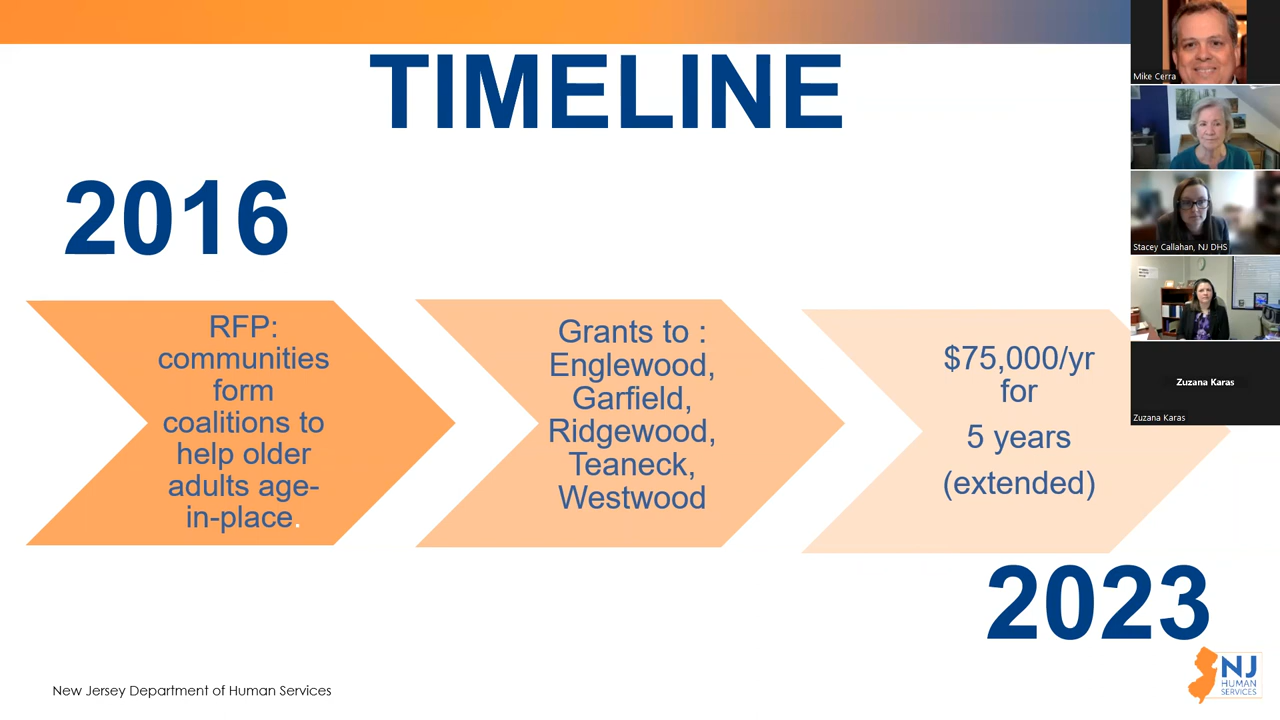 TIMELINE
2016
RFP:
communities
form
coalitions to
help older
adults age-
in-place.
Grants to :
Englewood,
Garfield,
Ridgewood,
Teaneck,
Westwood
$75,000/yr
for
5 years
(extended)
2023
New Jersey Department of Human Services
NJ
HUMAN
SERVICES
Mike Cerra
Stacey Callahan, NJ DHS
Zuzana Karas
Zuzana Karas